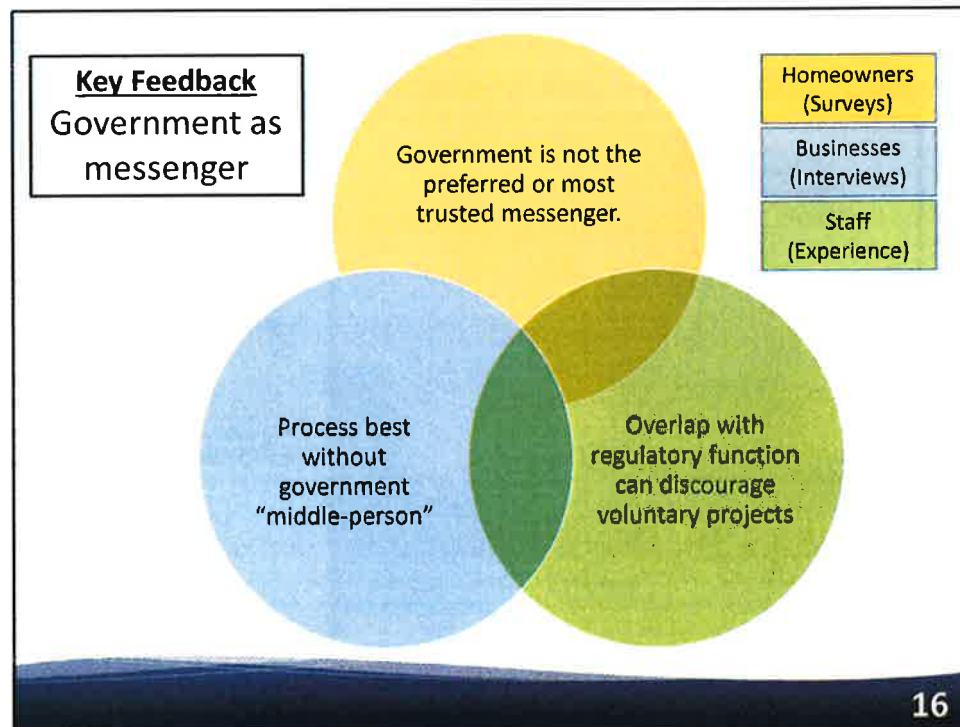 Key Feedback
Government as
messenger
Homeowners
(Surveys)
Businesses
(Interviews)
Staff
(Experience)
Government is not the
preferred or most
trusted messenger.
Process best
without
government
“middle-person”
Overlap with
regulatory function
can discourage
voluntary projects
16